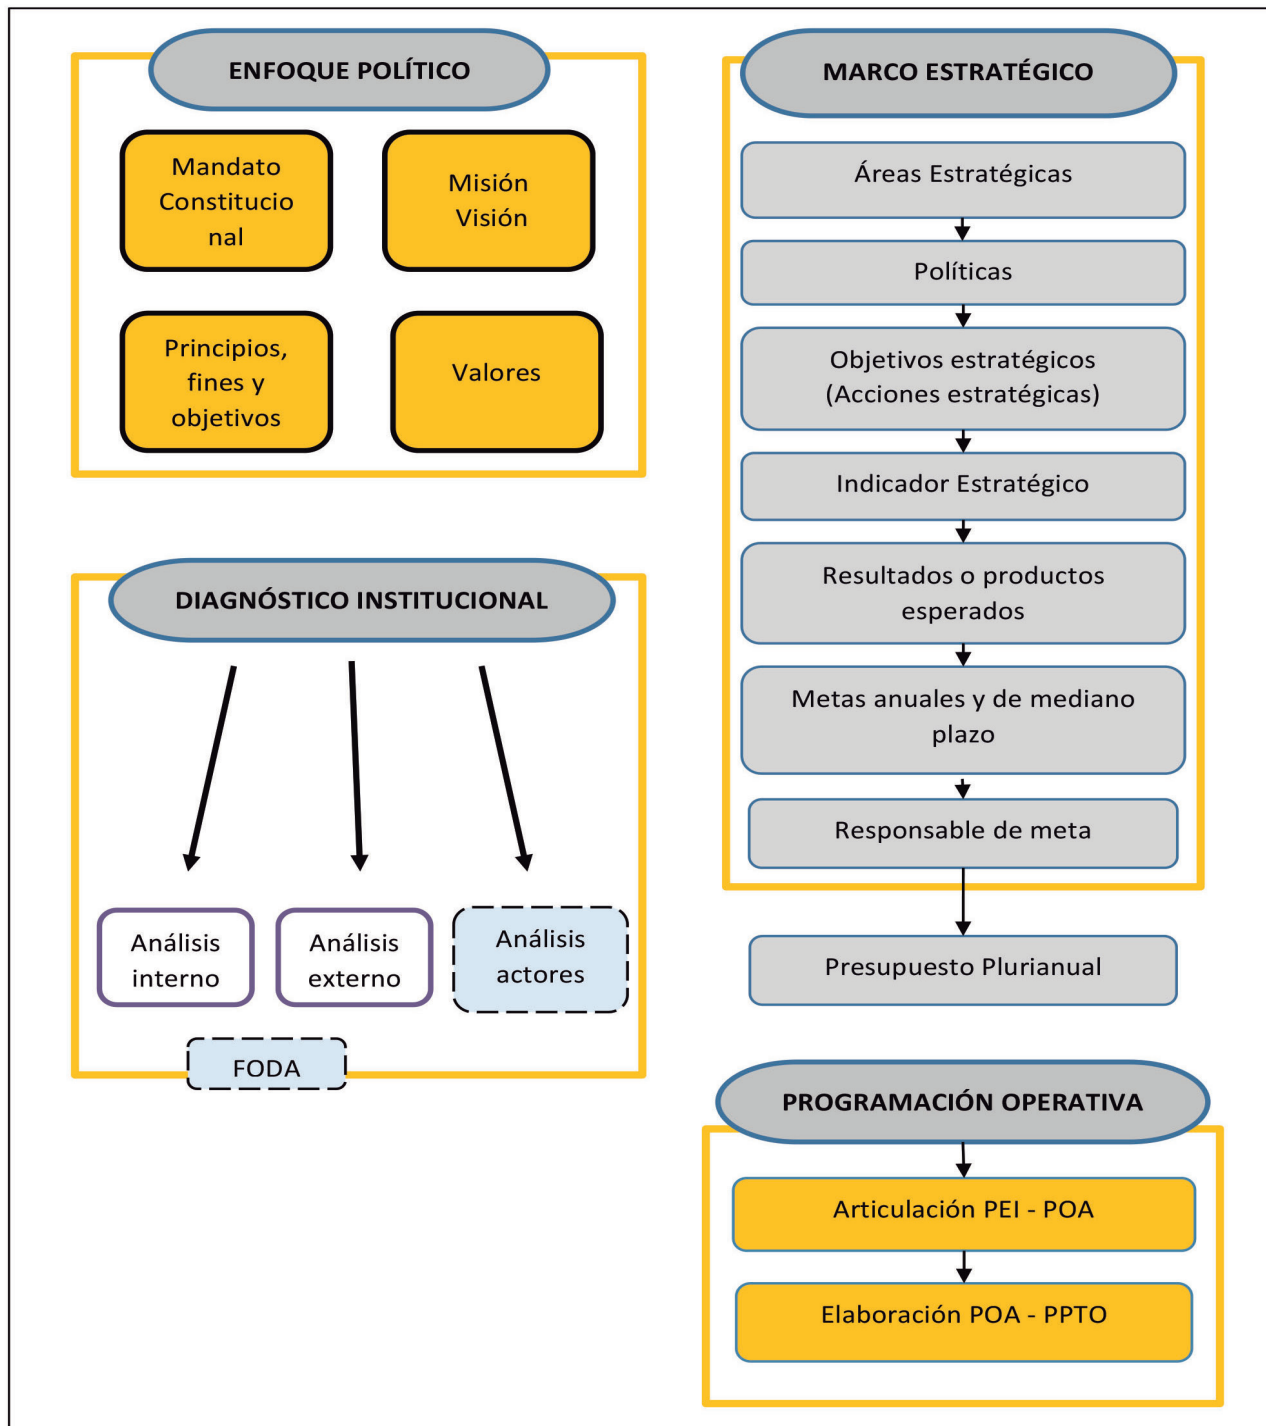 ENFOQUE POLÍTICO
Mandato
Constitucio
nal
Misión
Visión
Principios,
fines y
objetivos
Valores
DIAGNÓSTICO INSTITUCIONAL
Análisis
interno
Análisis
externo
Análisis
actores
FODA
MARCO ESTRATÉGICO
Áreas Estratégicas
Políticas
Objetivos estratégicos
(Acciones estratégicas)
Indicador Estratégico
Resultados o productos
esperados
Metas anuales y de mediano
plazo
Responsable de meta
Presupuesto Plurianual
PROGRAMACIÓN OPERATIVA
Articulación PEI - POA
Elaboración POA - PPTO